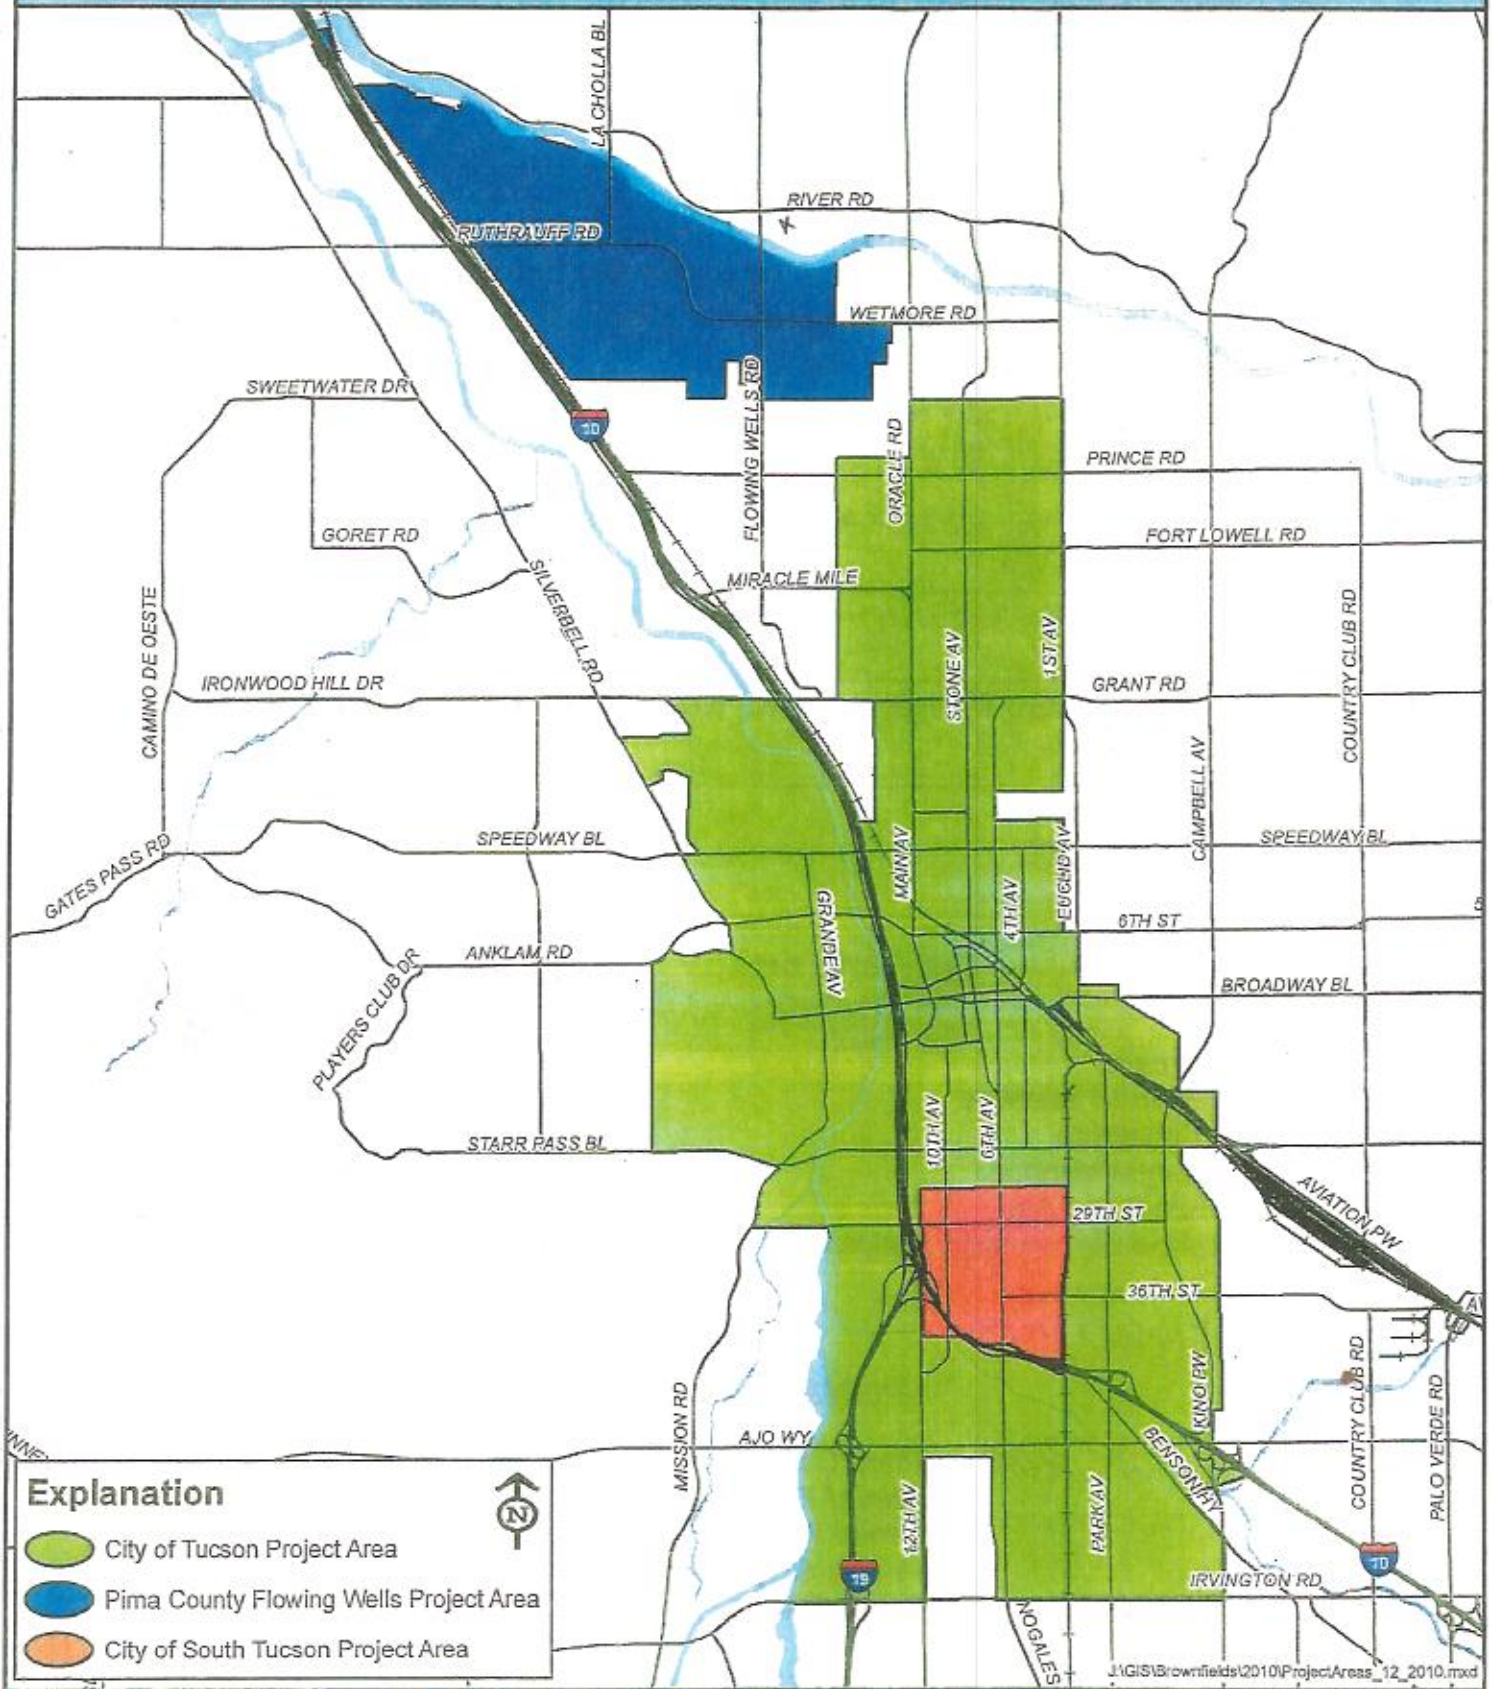 LA CHOLLA BL
RIVER RD
RUTHRAUFF RD
WETMORE RD
SWEETWATER DR
10
FLOWING WELLS RD
ORACLE RD
PRINCE RD
GORET RD
FORT LOWELL RD
MIRACLE MILE
SILVERBELL RD
CAMINO DE OESTE
STONE AV
1ST AV
COUNTRY CLUB RD
IRONWOOD HILL DR
GRANT RD
CAMPBELL AV
SPEEDWAY BL
MAIN AV
EUCLID AV
SPEEDWAY BL
GATES PASS RD
4TH AV
GRANDE AV
6TH ST
ANKLAM RD
PLAYERS CLUB DR
BROADWAY BL
10TH AV
6TH AV
STARR PASS BL
29TH ST
AVIATION PW
36TH ST
KINO PW
COUNTRY CLUB RD
PALO VERDE RD
MISSION RD
AJO WY
BENSON HY
12TH AV
PARK AV
19
10
IRVINGTON RD
NOGALES
Explanation
N
City of Tucson Project Area
Pima County Flowing Wells Project Area
City of South Tucson Project Area
J:\GIS\Brownfields\2010\ProjectAreas_12_2010.mxd